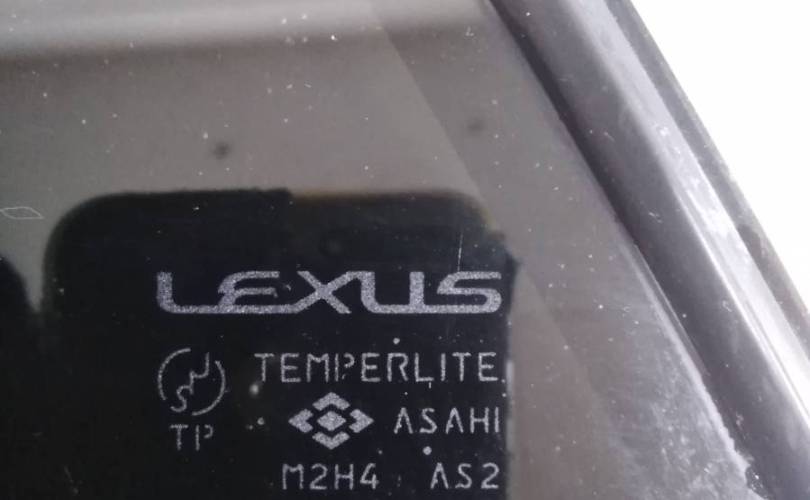 LEXUS
TEMPERLITE
ASAHI
TP
M2H4 AS2